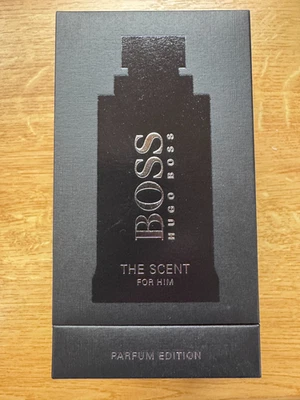 BOSS
HUGO BOSS
THE SCENT
FOR HIM
PARFUM EDITION